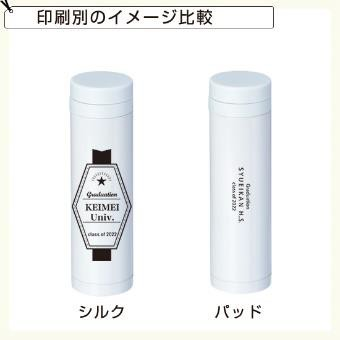 印刷別のイメージ比較
Graduation
KEIMEI
Univ.
class of 2022
Graduation
SYUEIKAN H.S.
class of 2022
シルク
パッド